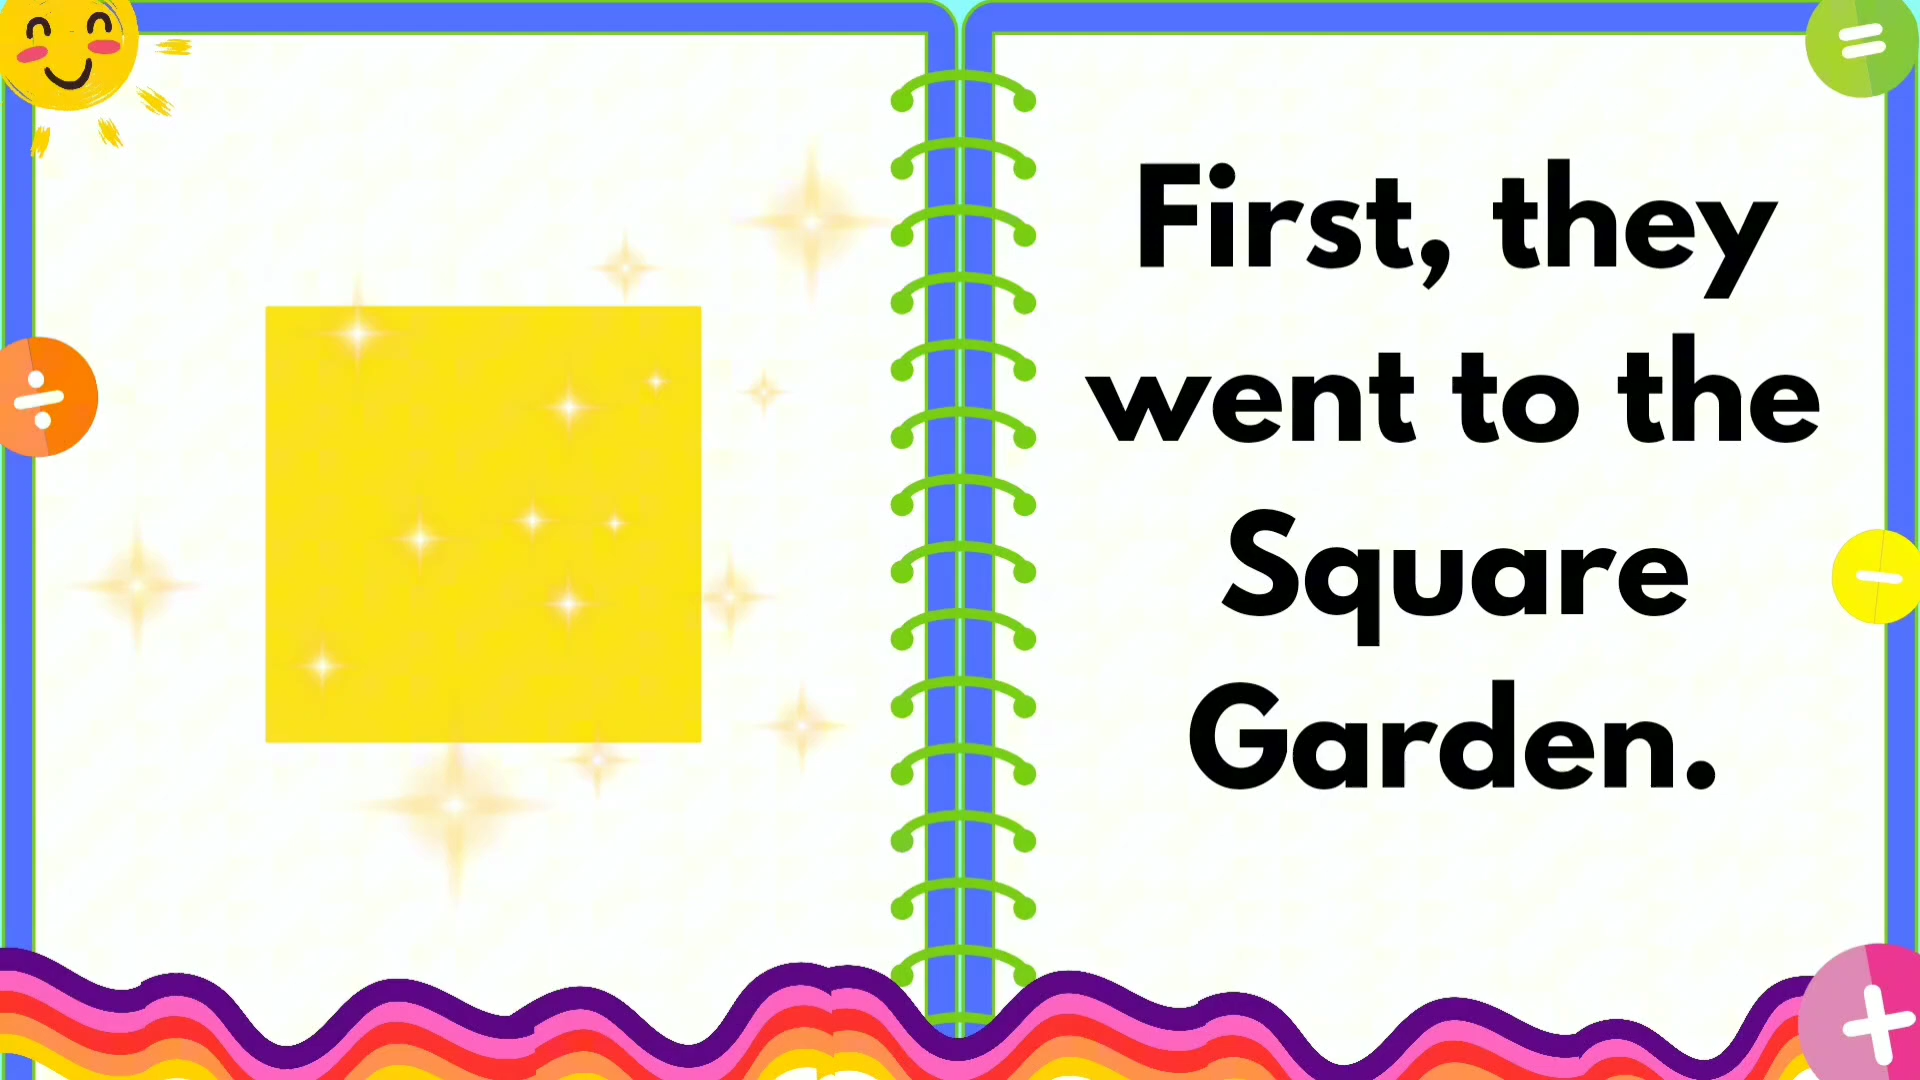 First, they
went to the
Square
Garden.